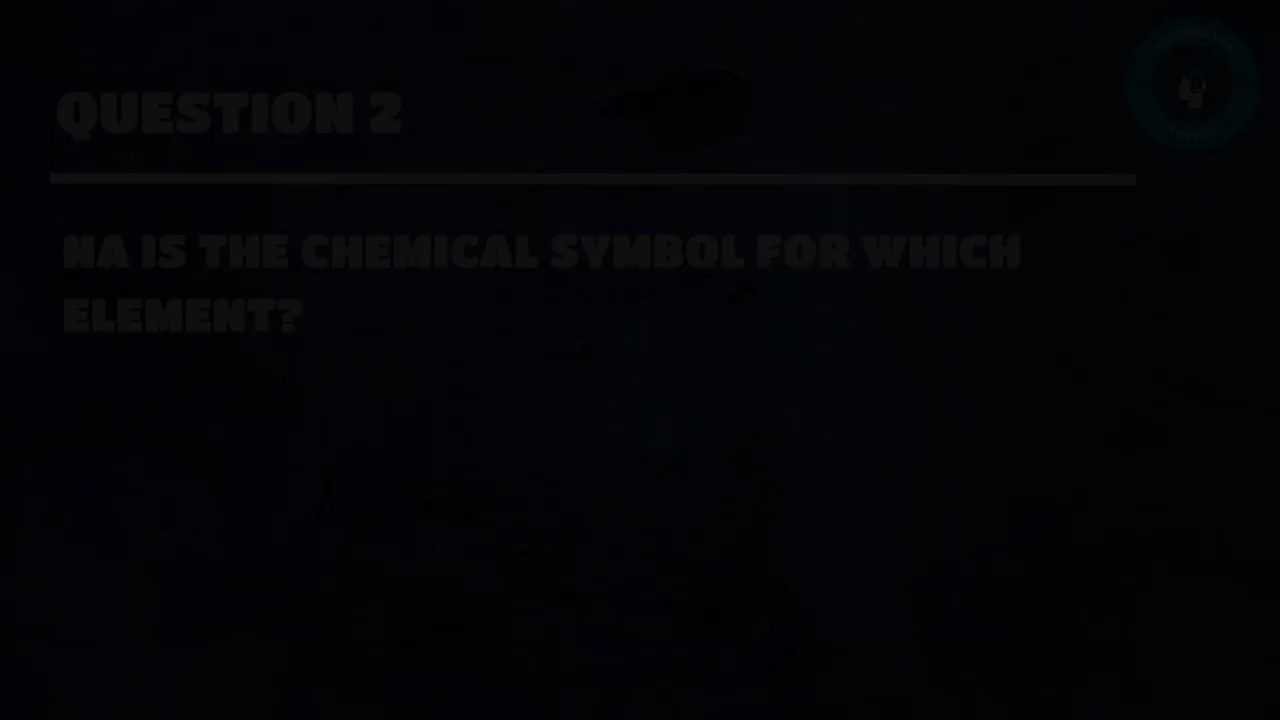 QUESTION 2
NA IS THE CHEMICAL SYMBOL FOR WHICH
ELEMENT?